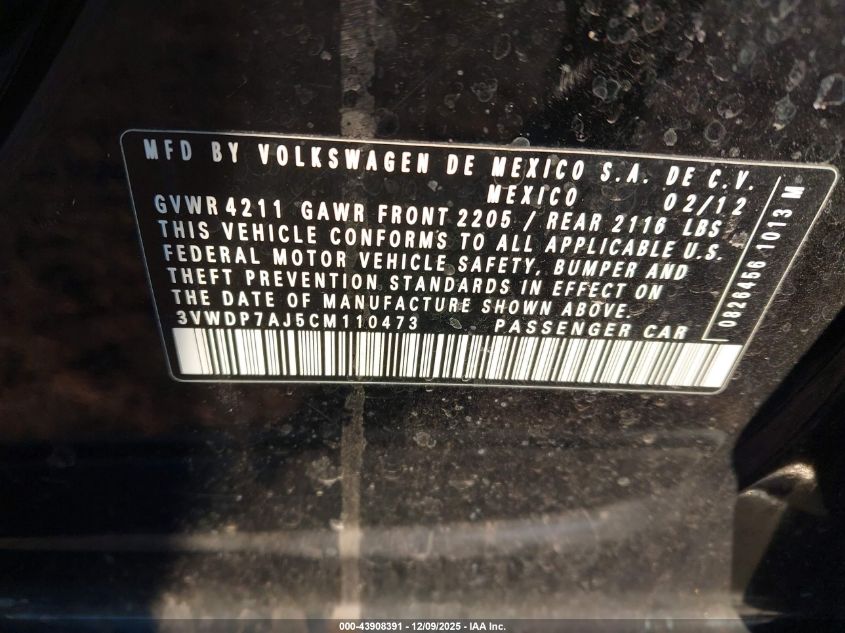 MFD BY VOLKSWAGEN DE MEXICO S.A. DE C.V.
MEXICO 02/12
GVWR 4211 GAWR FRONT 2205 / REAR 2116 LBS
THIS VEHICLE CONFORMS TO ALL APPLICABLE U.S.
FEDERAL MOTOR VEHICLE SAFETY, BUMPER AND
THEFT PREVENTION STANDARDS IN EFFECT ON
THE DATE OF MANUFACTURE SHOWN ABOVE.
3VWDP7AJ5CM110473 PASSENGER CAR
0826456 1013 M
000-43908391 - 12/09/2025 - IAA Inc.